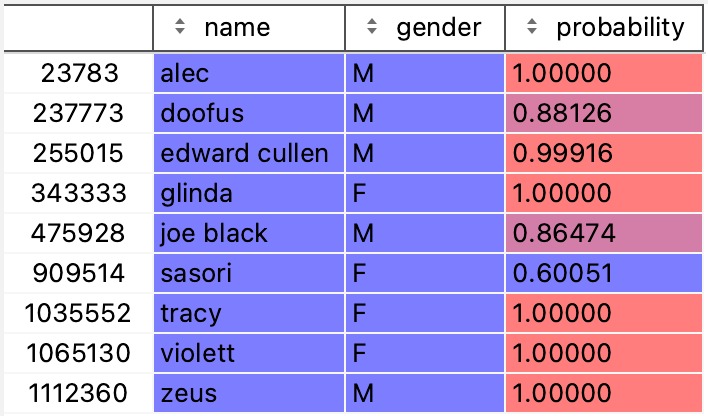 name gender probability
23783 alec M 1.00000
237773 doofus M 0.88126
255015 edward cullen M 0.99916
343333 glinda F 1.00000
475928 joe black M 0.86474
909514 sasori F 0.60051
1035552 tracy F 1.00000
1065130 violett F 1.00000
1112360 zeus M 1.00000